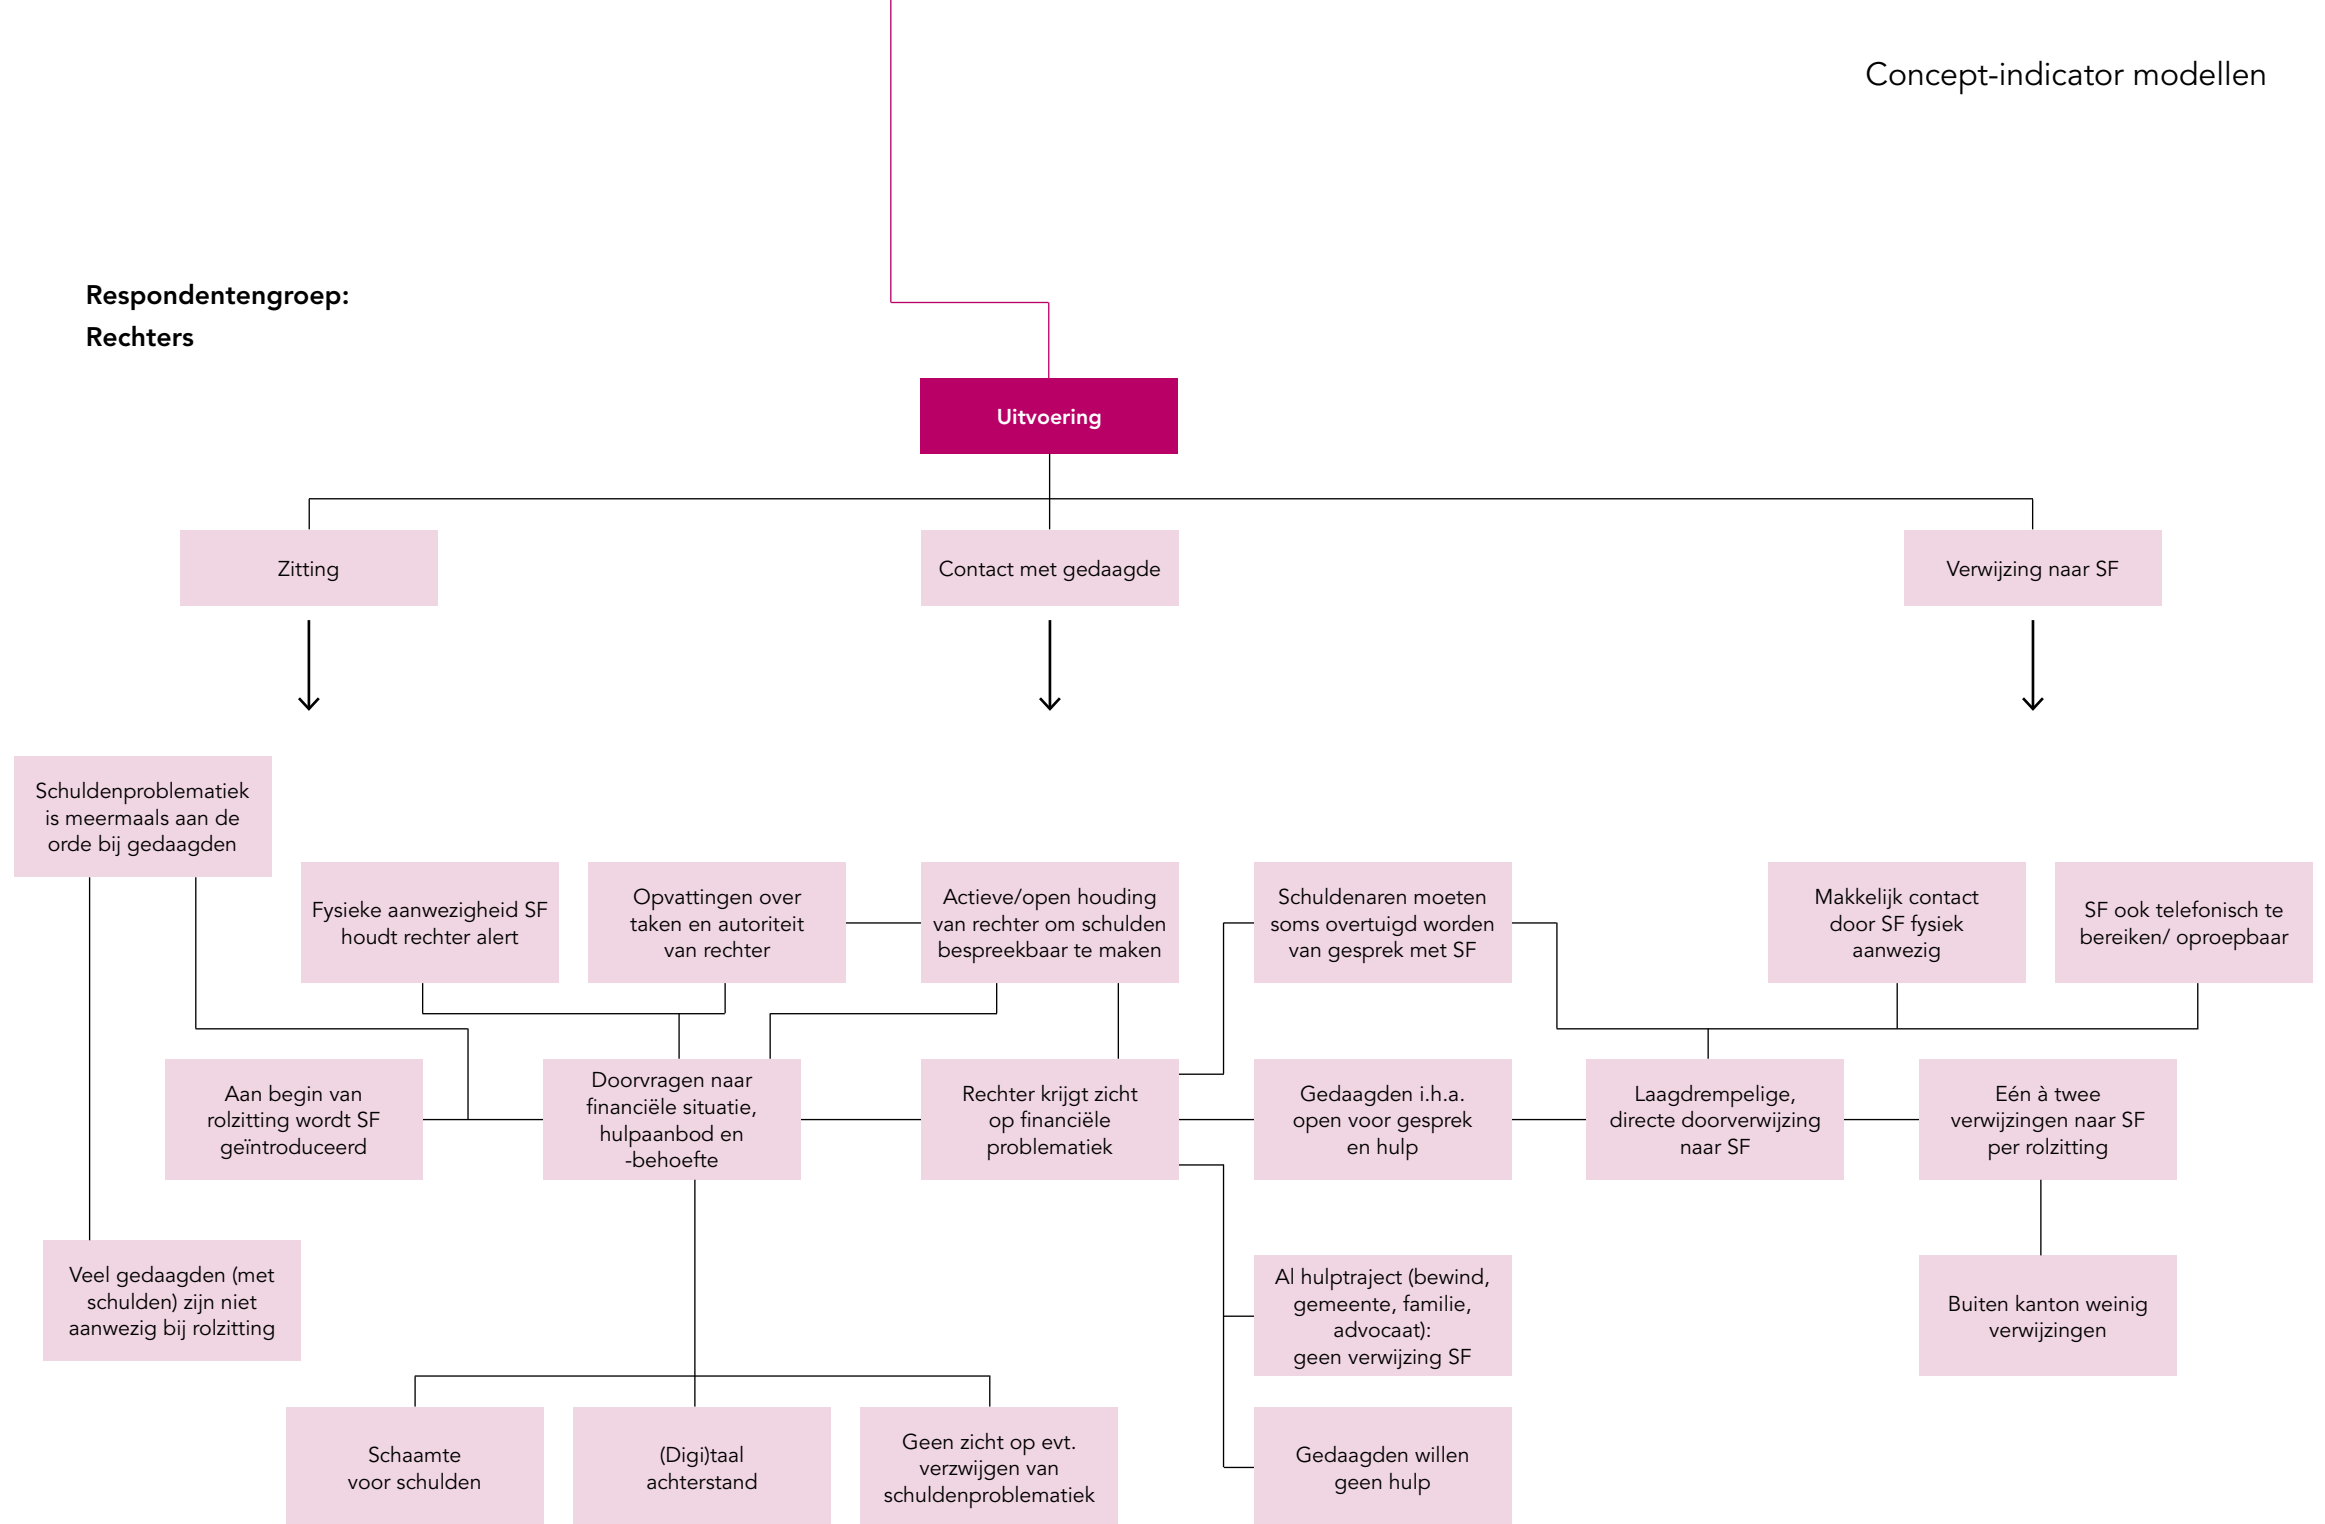 Concept-indicator modellen
Respondentengroep:
Rechters
Uitvoering
Zitting
Contact met gedaagde
Verwijzing naar SF
Schuldenproblematiek
is meermaals aan de
orde bij gedaagden
Fysieke aanwezigheid SF
houdt rechter alert
Opvattingen over
taken en autoriteit
van rechter
Actieve/open houding
van rechter om schulden
bespreekbaar te maken
Schuldenaren moeten
soms overtuigd worden
van gesprek met SF
Makkelijk contact
door SF fysiek
aanwezig
SF ook telefonisch te
bereiken/ oproepbaar
Aan begin van
rolzitting wordt SF
geïntroduceerd
Doorvragen naar
financiële situatie,
hulpaanbod en
-behoefte
Rechter krijgt zicht
op financiële
problematiek
Gedaagden i.h.a.
open voor gesprek
en hulp
Laagdrempelige,
directe doorverwijzing
naar SF
Eén à twee
verwijzingen naar SF
per rolzitting
Veel gedaagden (met
schulden) zijn niet
aanwezig bij rolzitting
Al hulptraject (bewind,
gemeente, familie,
advocaat):
geen verwijzing SF
Buiten kanton weinig
verwijzingen
Schaamte
voor schulden
(Digi)taal
achterstand
Geen zicht op evt.
verzwijgen van
schuldenproblematiek
Gedaagden willen
geen hulp